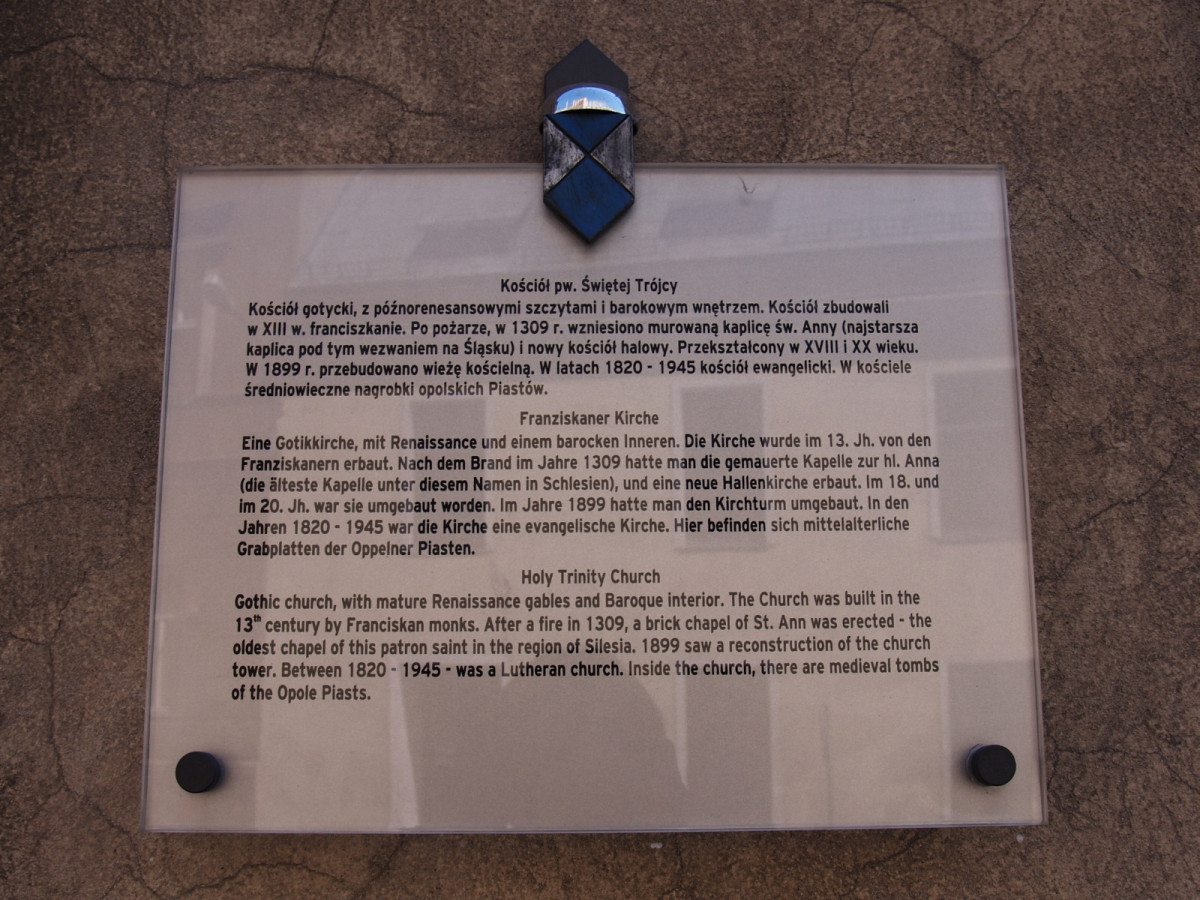 Kościół pw. Świętej Trójcy
Kościół gotycki, z późnorenesansowymi szczytami i barokowym wnętrzem. Kościół zbudowali
w XIII w. franciszkanie. Po pożarze, w 1309 r. wzniesiono murowaną kaplicę św. Anny (najstarsza
kaplica pod tym wezwaniem na Śląsku) i nowy kościół halowy. Przekształcony w XVIII i XX wieku.
W 1899 r. przebudowano wieżę kościelną. W latach 1820 - 1945 kościół ewangelicki. W kościele
średniowieczne nagrobki opolskich Piastów.
Franziskaner Kirche
Eine Gotikkirche, mit Renaissance und einem barocken Inneren. Die Kirche wurde im 13. Jh. von den
Franziskanern erbaut. Nach dem Brand im Jahre 1309 hatte man die gemauerte Kapelle zur hl. Anna
(die älteste Kapelle unter diesem Namen in Schlesien), und eine neue Hallenkirche erbaut. Im 18. und
im 20. Jh. war sie umgebaut worden. Im Jahre 1899 hatte man den Kirchturm umgebaut. In den
Jahren 1820 - 1945 war die Kirche eine evangelische Kirche. Hier befinden sich mittelalterliche
Grabplatten der Oppelner Piasten.
Holy Trinity Church
Gothic church, with mature Renaissance gables and Baroque interior. The Church was built in the
13th century by Franciskan monks. After a fire in 1309, a brick chapel of St. Ann was erected - the
oldest chapel of this patron saint in the region of Silesia. 1899 saw a reconstruction of the church
tower. Between 1820 - 1945 - was a Lutheran church. Inside the church, there are medieval tombs
of the Opole Piasts.